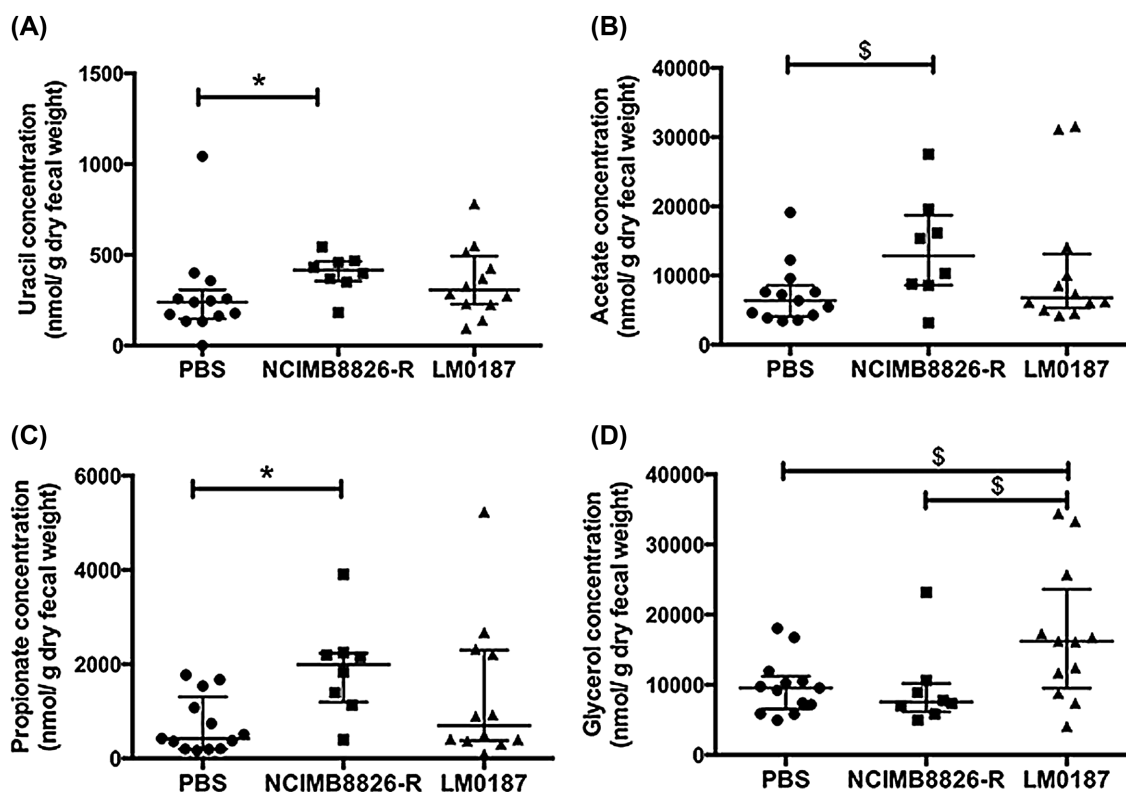 (A)
Uracil concentration
(nmol/ g dry fecal weight)
1500
1000
500
0
*
PBS NCIMB8826-R LM0187
(B)
Acetate concentration
(nmol/ g dry fecal weight)
40000
30000
20000
10000
0
$
PBS NCIMB8826-R LM0187
(C)
Propionate concentration
(nmol/ g dry fecal weight)
6000
4000
2000
0
*
PBS NCIMB8826-R LM0187
(D)
Glycerol concentration
(nmol/ g dry fecal weight)
40000
30000
20000
10000
0
$
$
PBS NCIMB8826-R LM0187